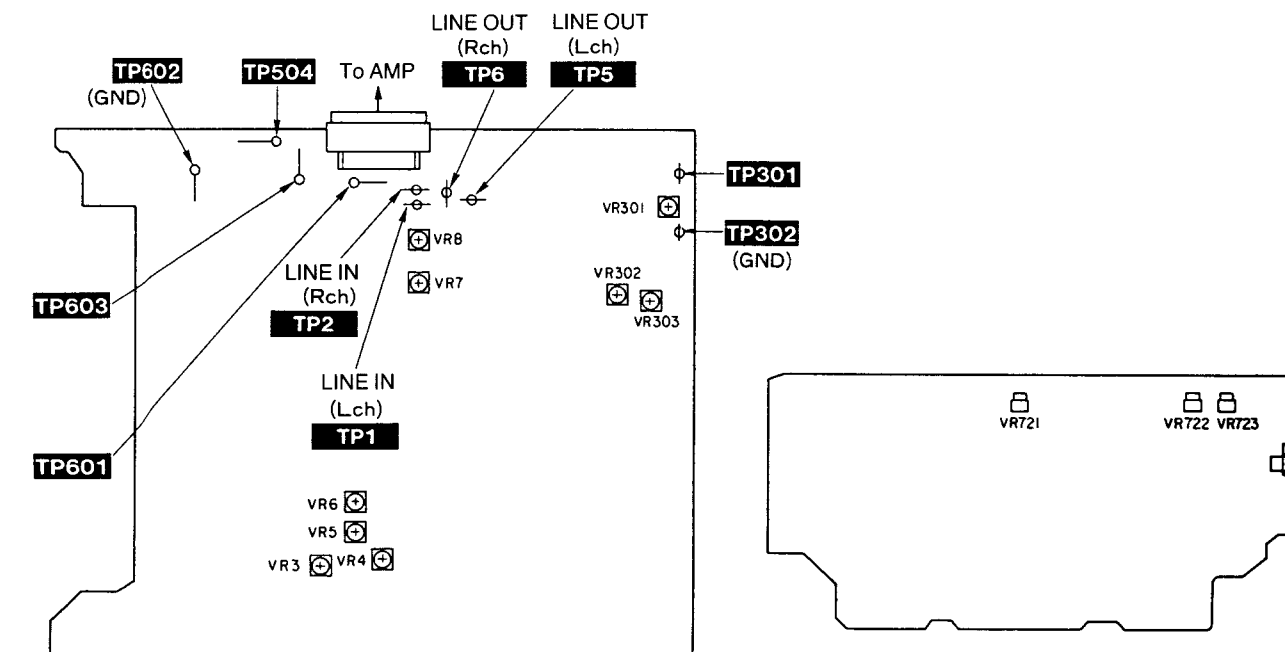 LINE OUT
(Rch)
TP6
LINE OUT
(Lch)
TP5
TP602
(GND)
TP504
To AMP
TP301
VR301
TP302
(GND)
VR8
VR7
LINE IN
(Rch)
TP2
VR302
VR303
TP603
LINE IN
(Lch)
TP1
TP601
VR721
VR722
VR723
VR6
VR5
VR3
VR4